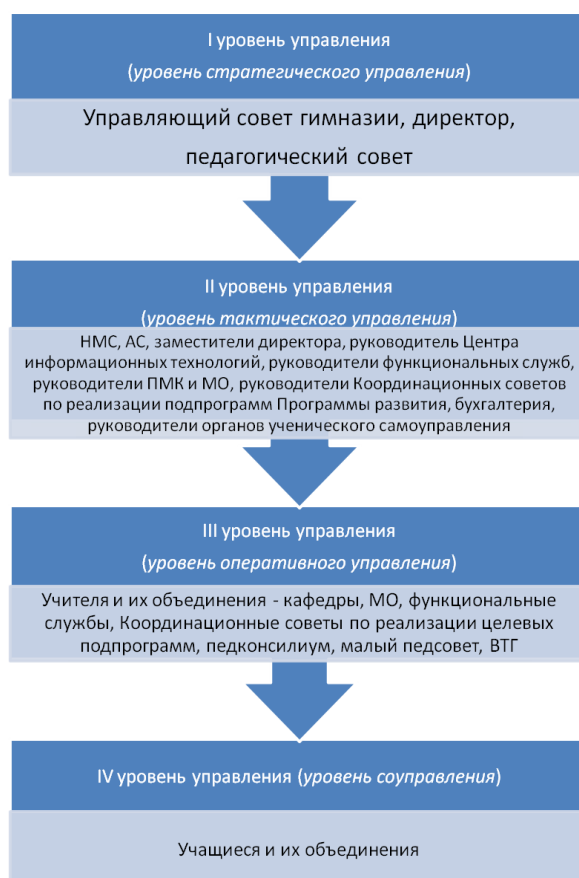 I уровень управления
(уровень стратегического управления)
Управляющий совет гимназии, директор,
педагогический совет
II уровень управления
(уровень тактического управления)
НМС, АС, заместители директора, руководитель Центра
информационных технологий, руководители функциональных служб,
руководители ПМК и МО, руководители Координационных советов
по реализации подпрограмм Программы развития, бухгалтерия,
руководители органов ученического самоуправления
III уровень управления
(уровень оперативного управления)
Учителя и их объединения - кафедры, МО, функциональные
службы, Координационные советы по реализации целевых
подпрограмм, педконсилиум, малый педсовет, ВТГ
IV уровень управления (уровень соуправления)
Учащиеся и их объединения